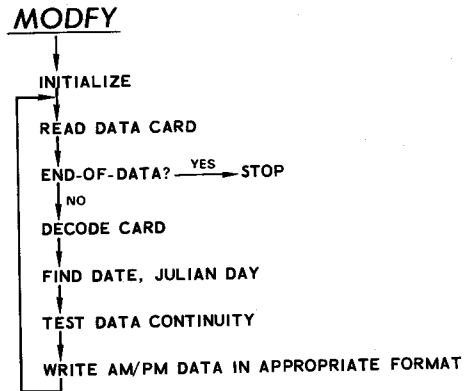 MODFY
INITIALIZE
READ DATA CARD
END-OF-DATA? YES STOP
NO
DECODE CARD
FIND DATE, JULIAN DAY
TEST DATA CONTINUITY
WRITE AM/PM DATA IN APPROPRIATE FORMAT